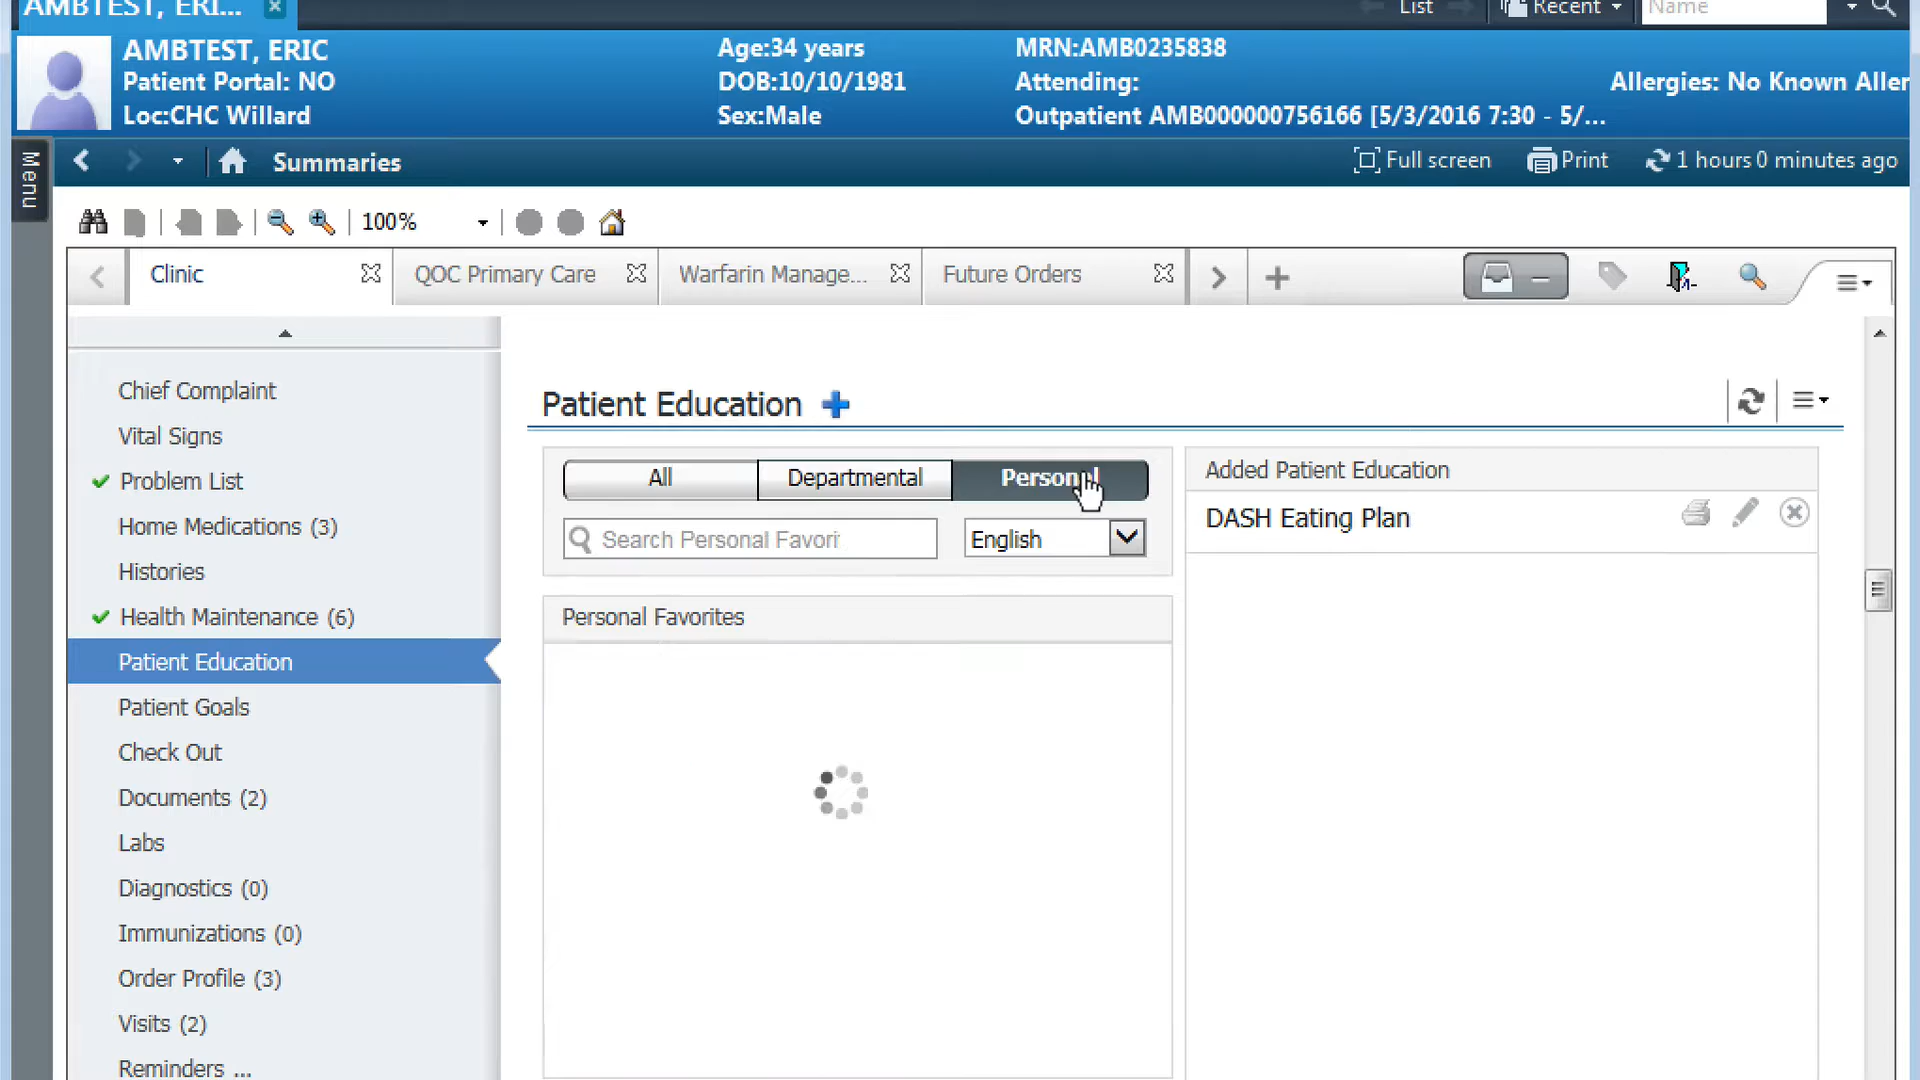 AMBTEST, ERI...
List
Recent
Name
AMBTEST, ERIC
Patient Portal: NO
Loc:CHC Willard
Age:34 years
DOB:10/10/1981
Sex:Male
MRN:AMB0235838
Attending:
Outpatient AMB000000756166 [5/3/2016 7:30 - 5/...
Allergies: No Known Aller
Menu
Summaries
Full screen
Print
1 hours 0 minutes ago
100%
Clinic
QOC Primary Care
Warfarin Manage...
Future Orders
Chief Complaint
Vital Signs
Problem List
Home Medications (3)
Histories
Health Maintenance (6)
Patient Education
Patient Goals
Check Out
Documents (2)
Labs
Diagnostics (0)
Immunizations (0)
Order Profile (3)
Visits (2)
Reminders ...
Patient Education
All
Departmental
Personal
Search Personal Favori
English
Personal Favorites
Added Patient Education
DASH Eating Plan